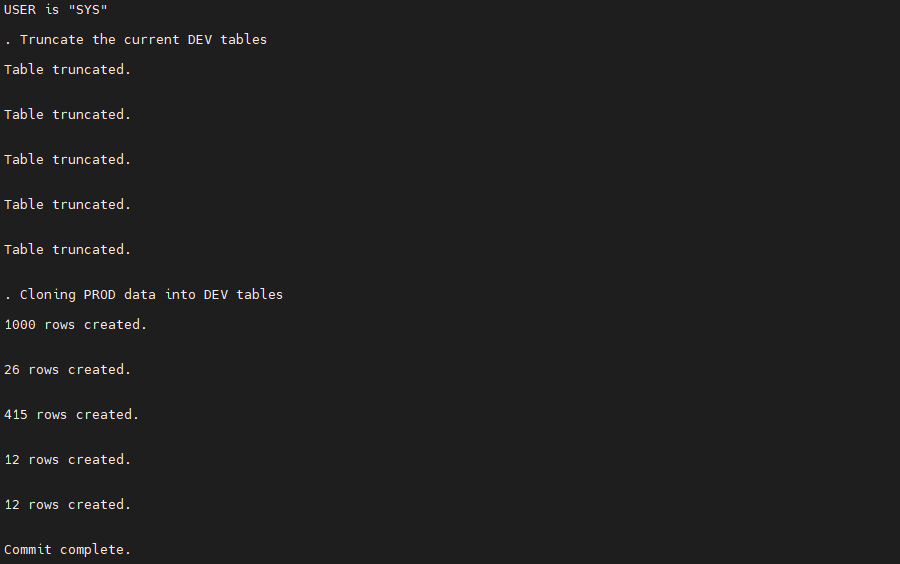 USER is "SYS"
. Truncate the current DEV tables
Table truncated.
Table truncated.
Table truncated.
Table truncated.
Table truncated.
. Cloning PROD data into DEV tables
1000 rows created.
26 rows created.
415 rows created.
12 rows created.
12 rows created.
Commit complete.